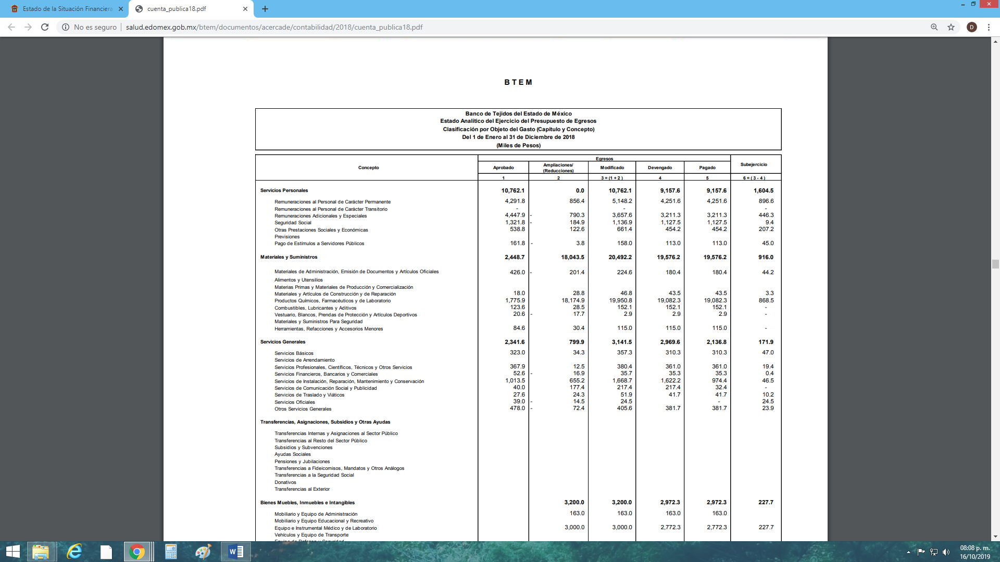 Estado de la Situación Financiera
cuenta_publica18.pdf
No es seguro
salud.edomex.gob.mx/btem/documentos/acercade/contabilidad/2018/cuenta_publica18.pdf
D
B T E M
Banco de Tejidos del Estado de México
Estado Analítico del Ejercicio del Presupuesto de Egresos
Clasificación por Objeto del Gasto (Capítulo y Concepto)
Del 1 de Enero al 31 de Diciembre de 2018
(Miles de Pesos)
Egresos
Concepto Aprobado Ampliaciones/ (Reducciones) Modificado Devengado Pagado Subejercicio
1 2 3 = (1 + 2 ) 4 5 6 = ( 3 - 4 )
Servicios Personales 10,762.1 0.0 10,762.1 9,157.6 9,157.6 1,604.5
Remuneraciones al Personal de Carácter Permanente 4,291.8 856.4 5,148.2 4,251.6 4,251.6 896.6
Remuneraciones al Personal de Carácter Transitorio - - -
Remuneraciones Adicionales y Especiales 4,447.9 - 790.3 3,657.6 3,211.3 3,211.3 446.3
Seguridad Social 1,321.8 - 184.9 1,136.9 1,127.5 1,127.5 9.4
Otras Prestaciones Sociales y Económicas 538.8 122.6 661.4 454.2 454.2 207.2
Previsiones
Pago de Estímulos a Servidores Públicos 161.8 - 3.8 158.0 113.0 113.0 45.0
Materiales y Suministros 2,448.7 18,043.5 20,492.2 19,576.2 19,576.2 916.0
Materiales de Administración, Emisión de Documentos y Artículos Oficiales 426.0 - 201.4 224.6 180.4 180.4 44.2
Alimentos y Utensilios
Materias Primas y Materiales de Producción y Comercialización
Materiales y Artículos de Construcción y de Reparación 18.0 28.8 46.8 43.5 43.5 3.3
Productos Químicos, Farmacéuticos y de Laboratorio 1,775.9 18,174.9 19,950.8 19,082.3 19,082.3 868.5
Combustibles, Lubricantes y Aditivos 123.6 28.5 152.1 152.1 152.1 -
Vestuario, Blancos, Prendas de Protección y Artículos Deportivos 20.6 - 17.7 2.9 2.9 2.9 -
Materiales y Suministros Para Seguridad
Herramientas, Refacciones y Accesorios Menores 84.6 30.4 115.0 115.0 115.0 -
Servicios Generales 2,341.6 799.9 3,141.5 2,969.6 2,136.8 171.9
Servicios Básicos 323.0 34.3 357.3 310.3 310.3 47.0
Servicios de Arrendamiento
Servicios Profesionales, Científicos, Técnicos y Otros Servicios 367.9 12.5 380.4 361.0 361.0 19.4
Servicios Financieros, Bancarios y Comerciales 52.6 - 16.9 35.7 35.3 35.3 0.4
Servicios de Instalación, Reparación, Mantenimiento y Conservación 1,013.5 655.2 1,668.7 1,622.2 974.4 46.5
Servicios de Comunicación Social y Publicidad 40.0 177.4 217.4 217.4 32.4 -
Servicios de Traslado y Viáticos 27.6 24.3 51.9 41.7 41.7 10.2
Servicios Oficiales 39.0 - 14.5 24.5 - 24.5
Otros Servicios Generales 478.0 - 72.4 405.6 381.7 381.7 23.9
Transferencias, Asignaciones, Subsidios y Otras Ayudas
Transferencias Internas y Asignaciones al Sector Público
Transferencias al Resto del Sector Público
Subsidios y Subvenciones
Ayudas Sociales
Pensiones y Jubilaciones
Transferencias a Fideicomisos, Mandatos y Otros Análogos
Transferencias a la Seguridad Social
Donativos
Transferencias al Exterior
Bienes Muebles, Inmuebles e Intangibles 3,200.0 3,200.0 2,972.3 2,972.3 227.7
Mobiliario y Equipo de Administración 163.0 163.0 163.0 163.0
Mobiliario y Equipo Educacional y Recreativo
Equipo e Instrumental Médico y de Laboratorio 3,000.0 3,000.0 2,772.3 2,772.3 227.7
Vehículos y Equipo de Transporte
08:08 p. m.
16/10/2019